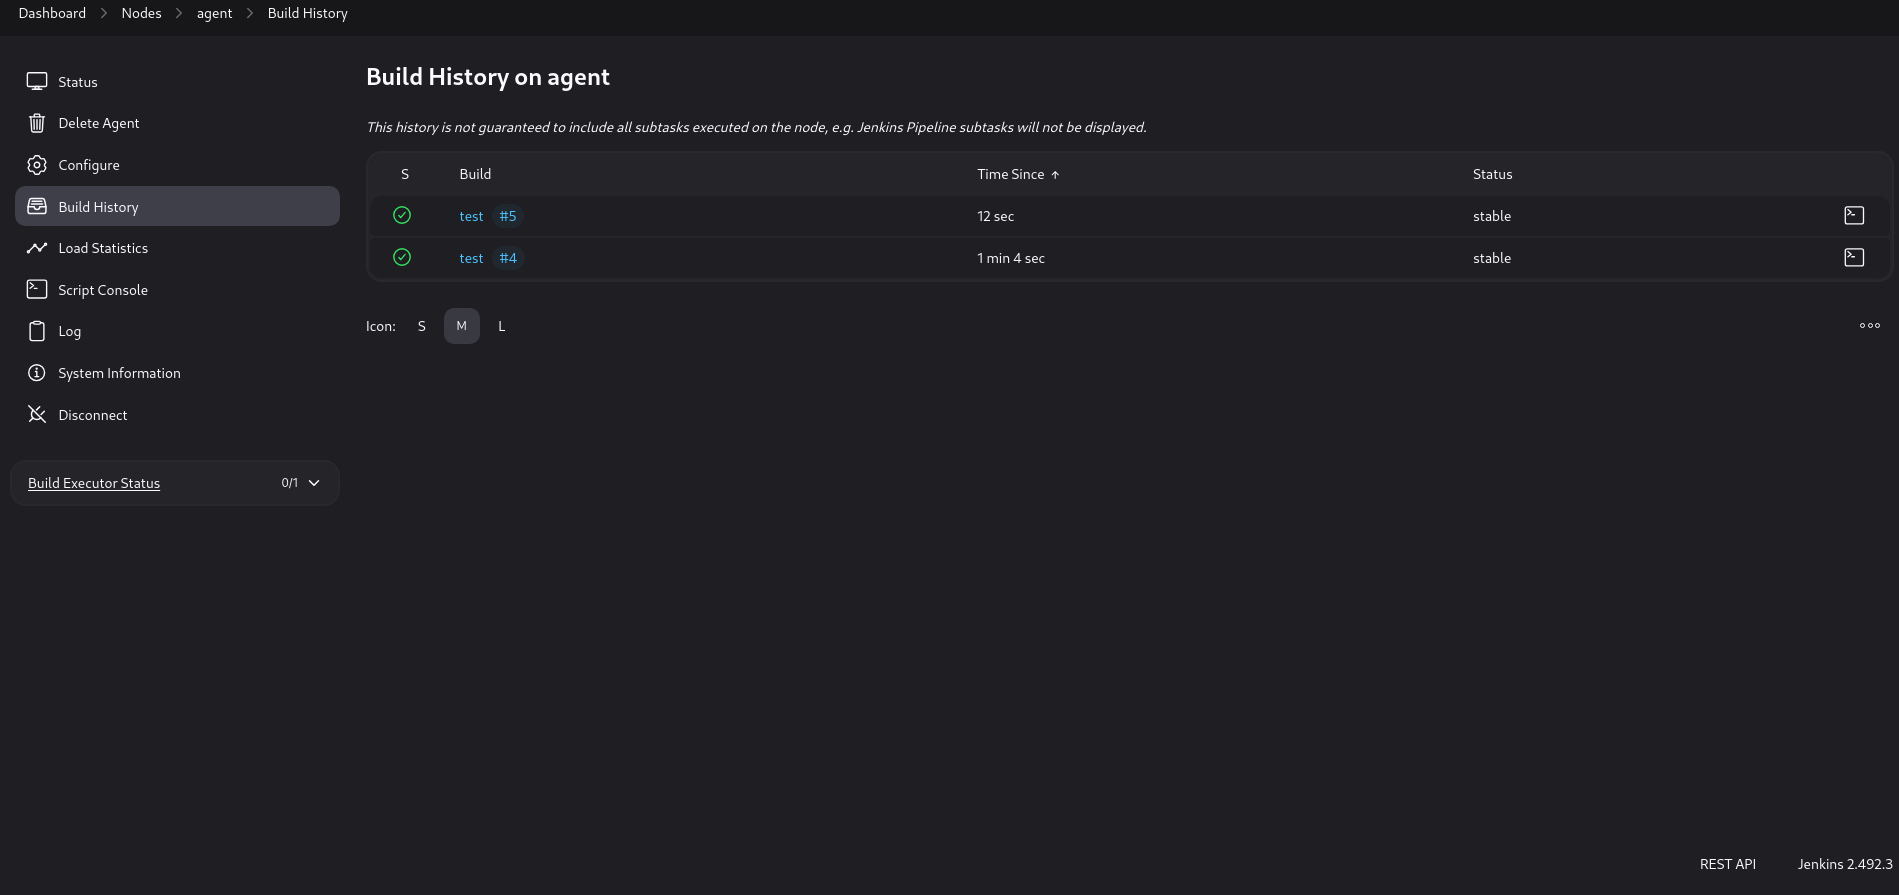 Dashboard > Nodes > agent > Build History
Status
Delete Agent
Configure
Build History
Load Statistics
Script Console
Log
System Information
Disconnect
Build Executor Status 0/1
Build History on agent
This history is not guaranteed to include all subtasks executed on the node, e.g. Jenkins Pipeline subtasks will not be displayed.
S Build Time Since ↑ Status
test #5 12 sec stable
test #4 1 min 4 sec stable
Icon: S M L
REST API Jenkins 2.492.3